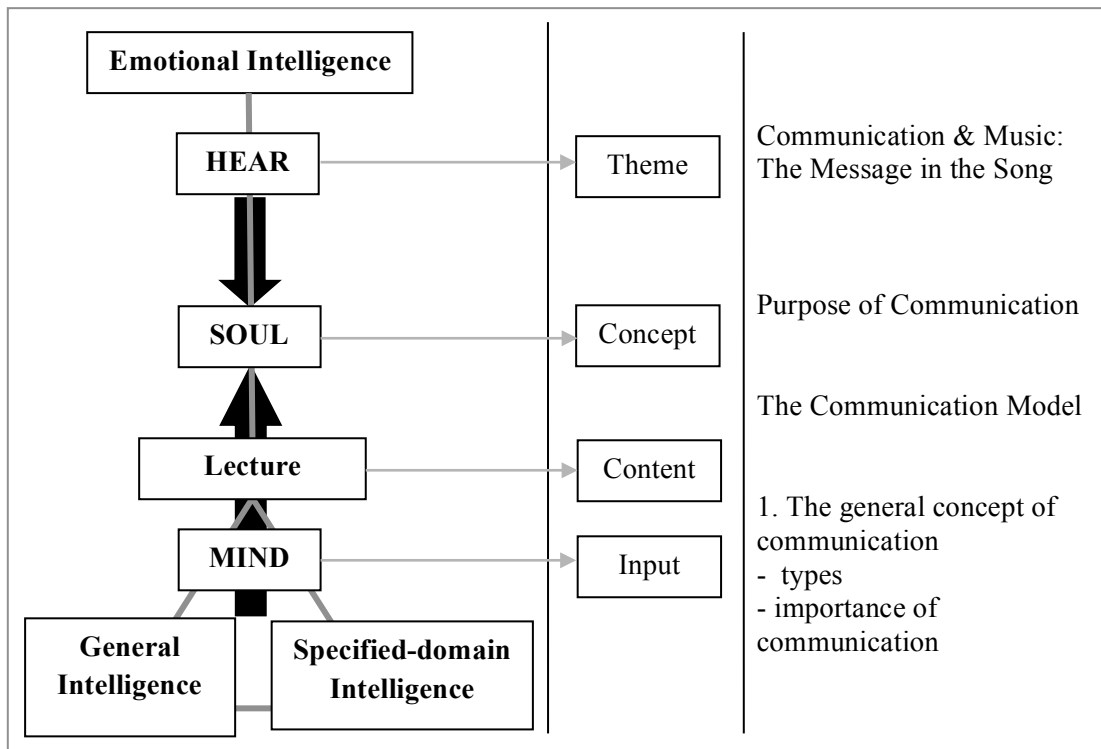 Emotional Intelligence
HEAR
SOUL
Lecture
MIND
General
Intelligence
Specified-domain
Intelligence
Theme
Concept
Content
Input
Communication & Music:
The Message in the Song
Purpose of Communication
The Communication Model
1. The general concept of
communication
- types
- importance of
communication